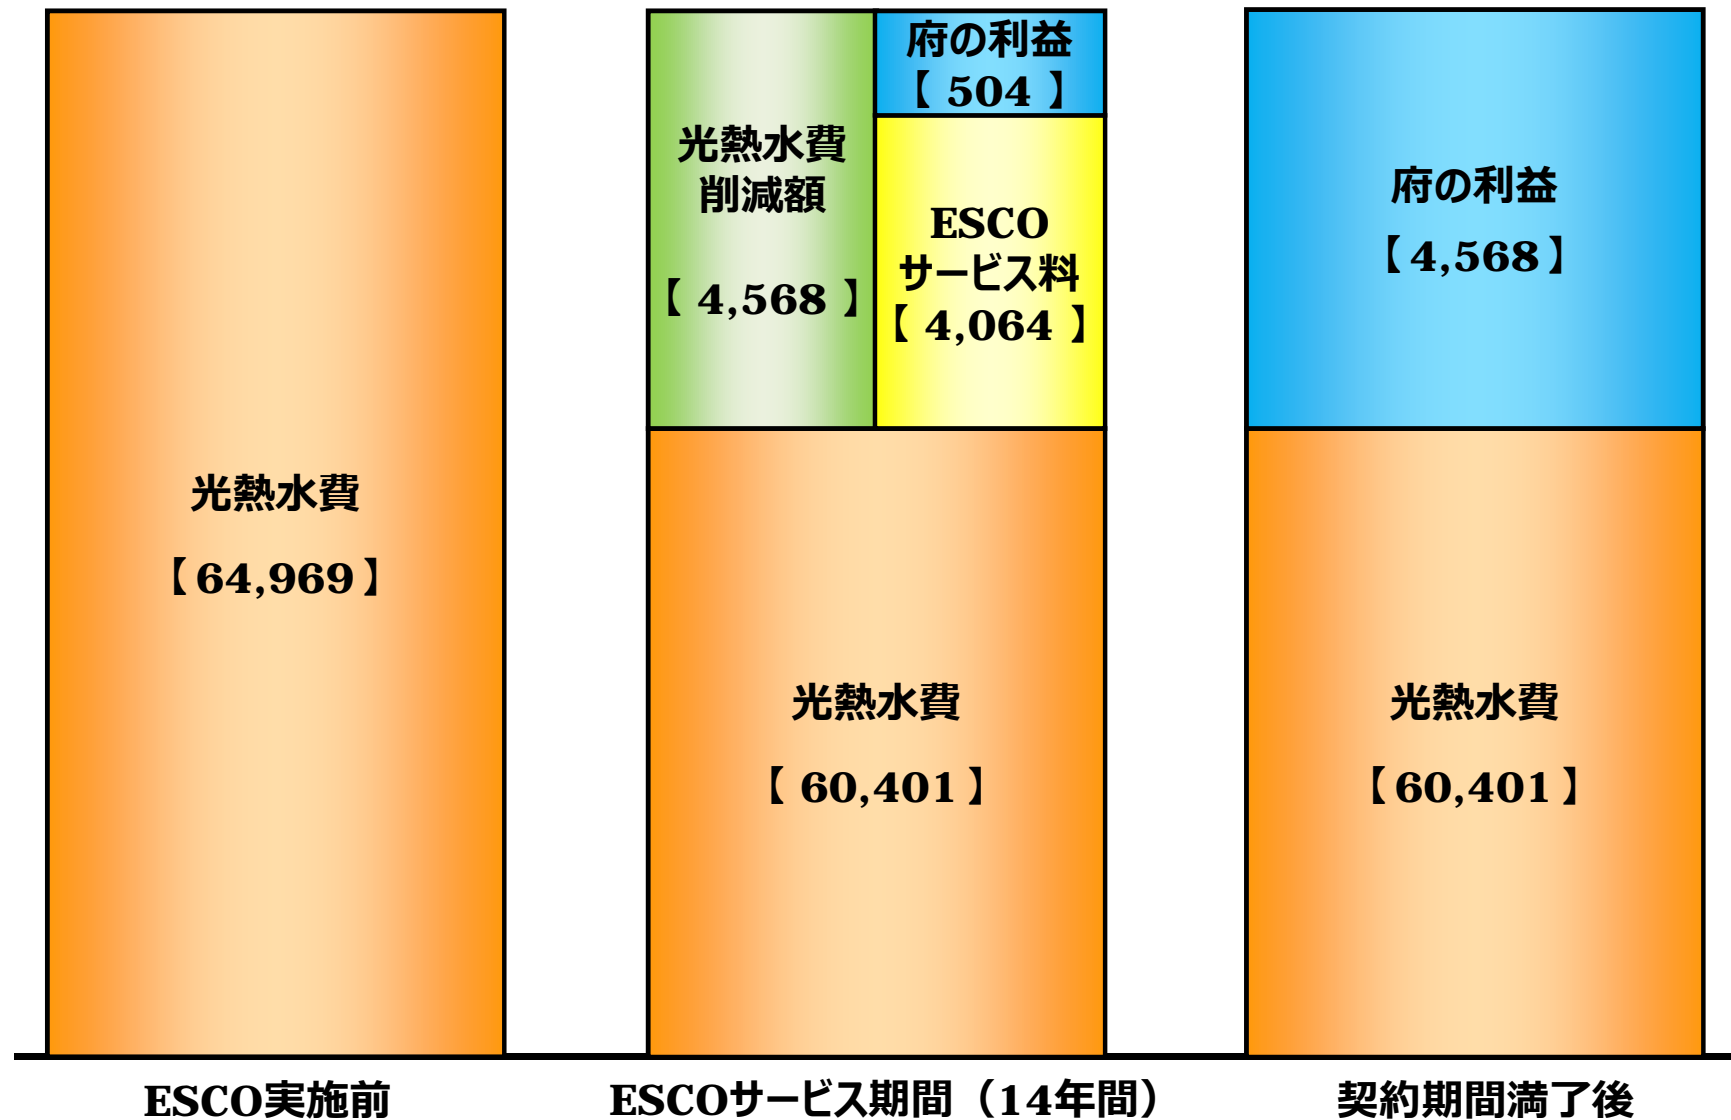 光熱水費
【64,969】
ESCO実施前
光熱水費
削減額
【 4,568 】
府の利益
【 504 】
ESCO
サービス料
【 4,064 】
光熱水費
【 60,401】
ESCOサービス期間（14年間）
府の利益
【4,568】
光熱水費
【60,401】
契約期間満了後